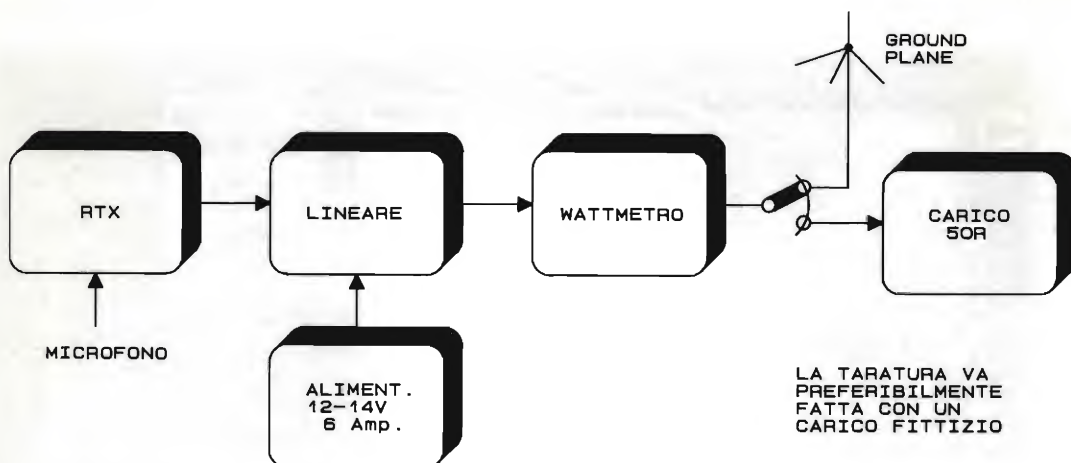 GROUND
PLANE
RTX
LINEARE
WATTMETRO
CARICO
50R
MICROFONO
ALIMENT.
12-14V
6 Amp.
LA TARATURA VA
PREFERIBILMENTE
FATTA CON UN
CARICO FITTIZIO